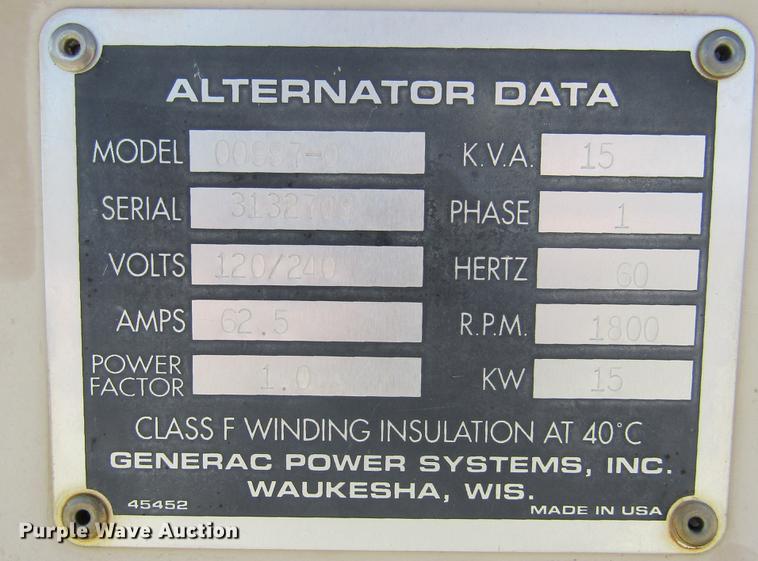 ALTERNATOR DATA
MODEL K.V.A. 15
SERIAL PHASE 1
VOLTS 120/240 HERTZ 60
AMPS 62.5 R.P.M. 1800
POWER FACTOR 1.0 KW 15
CLASS F WINDING INSULATION AT 40°C
GENERAC POWER SYSTEMS, INC.
WAUKESHA, WIS.
45452 MADE IN USA
Purple Wave Auction